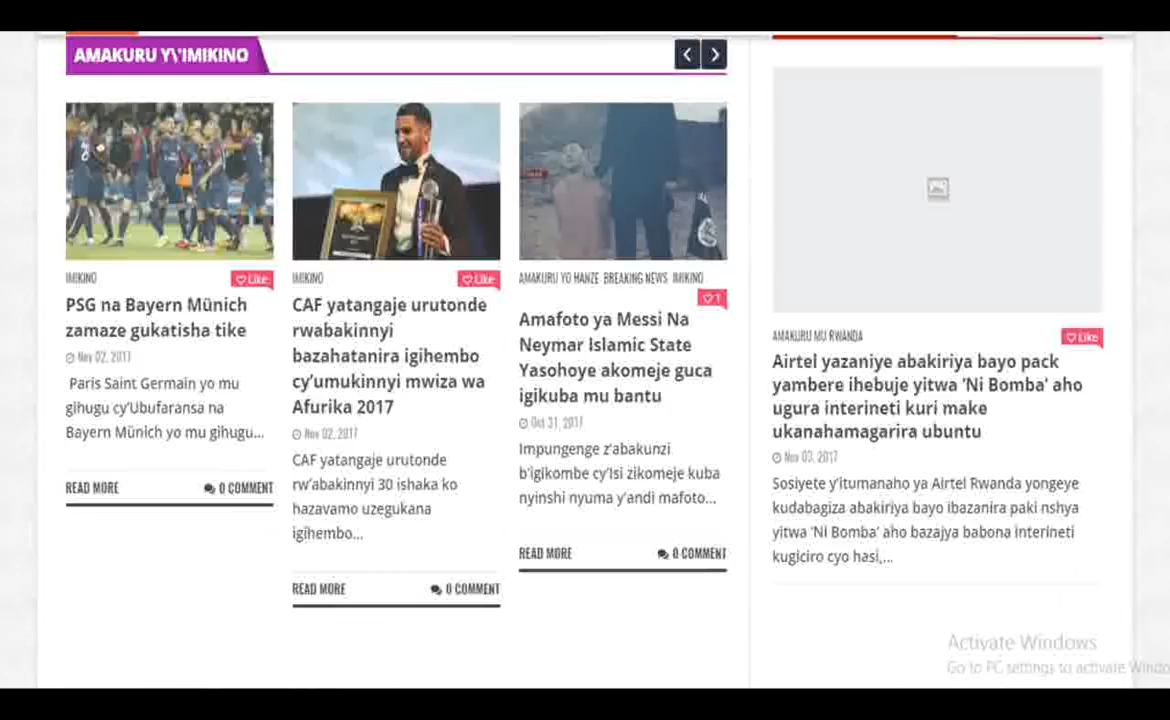 AMAKURU Y'IMIKINO
IMIKINO
Like
PSG na Bayern Münich
zamaze gukatisha tike
Nov 02, 2017
Paris Saint Germain yo mu
gihugu cy'Ubufaransa na
Bayern Münich yo mu gihugu...
READ MORE
0 COMMENT
IMIKINO
Like
CAF yatangaje urutonde
rwabakinnyi
bazahatanira igihembo
cy'umukinnyi mwiza wa
Afurika 2017
Nov 02, 2017
CAF yatangaje urutonde
rw'abakinnyi 30 ishaka ko
hazavamo uzegukana
igihembo...
READ MORE
0 COMMENT
AMAKURU YO HANZE BREAKING NEWS IMIKINO
1
Amafoto ya Messi Na
Neymar Islamic State
Yasohoye akomeje guca
igikuba mu bantu
Oct 31, 2017
Impungenge z'abakunzi
b'igikombe cy'Isi zikomeje kuba
nyinshi nyuma y'andi mafoto...
READ MORE
0 COMMENT
AMAKURU MU RWANDA
Like
Airtel yazaniye abakiriya bayo pack
yambere ihebuje yitwa 'Ni Bomba' aho
ugura interineti kuri make
ukanahamagarira ubuntu
Nov 03, 2017
Sosiyete y'itumanaho ya Airtel Rwanda yongeye
kudabagiza abakiriya bayo ibazanira paki nshya
yitwa 'Ni Bomba' aho bazajya babona interineti
kugiciro cyo hasi,...
Activate Windows
Go to PC settings to activate Windo